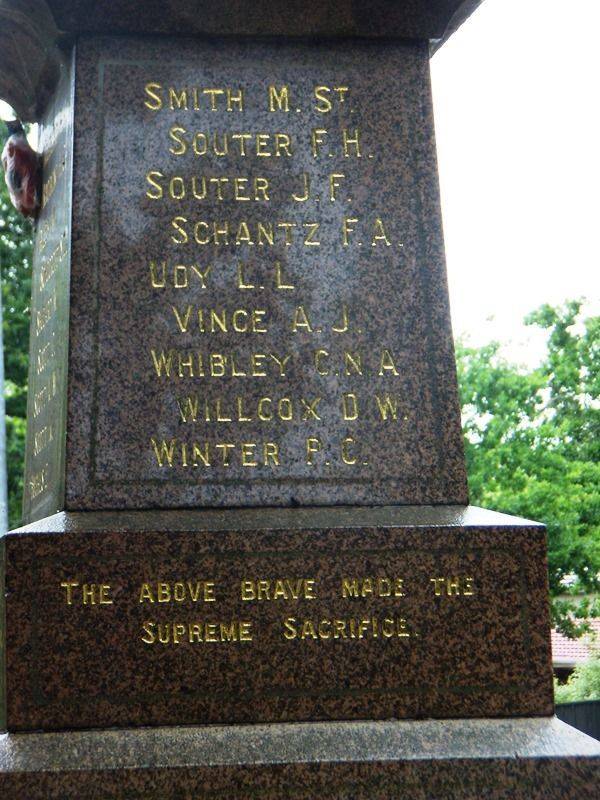 SMITH M. ST.
SOUTER F. H.
SOUTER J. F.
SCHANTZ F. A.
UDY L. L
VINCE A. J.
WHIBLEY C. N. A
WILLCOX D W.
WINTER P. C.
THE ABOVE BRAVE MADE THE
SUPREME SACRIFICE.